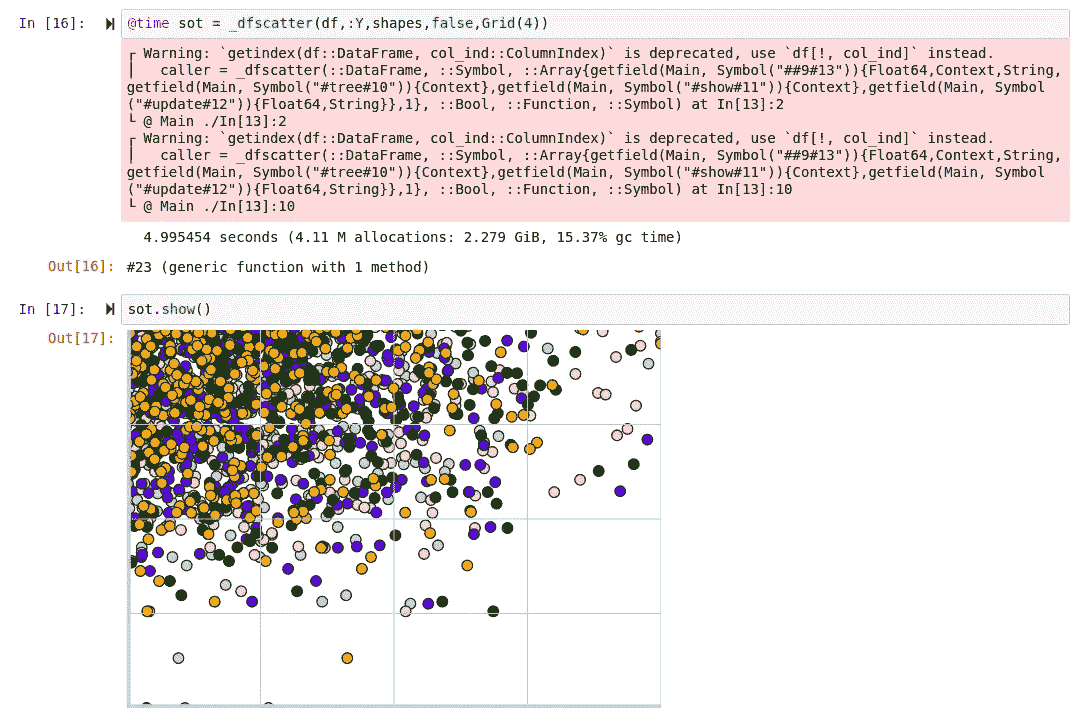 In [16]: @time sot = _dfscatter(df,:Y,shapes,false,Grid(4))
┌ Warning: `getindex(df::DataFrame, col_ind::ColumnIndex)` is deprecated, use `df[!, col_ind]` instead.
│   caller = _dfscatter(::DataFrame, ::Symbol, ::Array{getfield(Main, Symbol("##9#13")){Float64,Context,String,
getfield(Main, Symbol("#tree#10")){Context},getfield(Main, Symbol("#show#11")){Context},getfield(Main, Symbol
("#update#12")){Float64,String}},1}, ::Bool, ::Function, ::Symbol) at In[13]:2
└ @ Main ./In[13]:2
┌ Warning: `getindex(df::DataFrame, col_ind::ColumnIndex)` is deprecated, use `df[!, col_ind]` instead.
│   caller = _dfscatter(::DataFrame, ::Symbol, ::Array{getfield(Main, Symbol("##9#13")){Float64,Context,String,
getfield(Main, Symbol("#tree#10")){Context},getfield(Main, Symbol("#show#11")){Context},getfield(Main, Symbol
("#update#12")){Float64,String}},1}, ::Bool, ::Function, ::Symbol) at In[13]:10
└ @ Main ./In[13]:10
4.995454 seconds (4.11 M allocations: 2.279 GiB, 15.37% gc time)
Out[16]: #23 (generic function with 1 method)
In [17]: sot.show()
Out[17]: